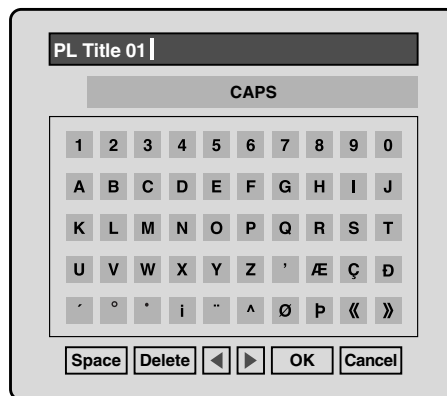 PL Title 01
CAPS
1 2 3 4 5 6 7 8 9 0
A B C D E F G H I J
K L M N O P Q R S T
U V W X Y Z ’ Æ Ç Ð
´ ° • i ¨ ^ Ø Þ « »
Space Delete ◀ ▶ OK Cancel